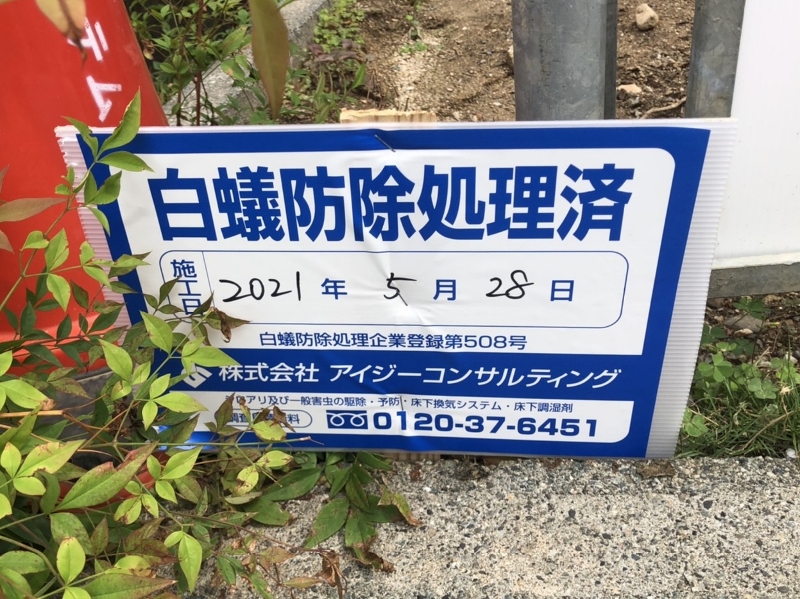 テム
白蟻防除処理済
施工日 2021 年 5 月 28 日
白蟻防除処理企業登録第508号
株式会社 アイジーコンサルティング
アリ及び一般害虫の駆除・予防・床下換気システム・床下調湿剤
0120-37-6451